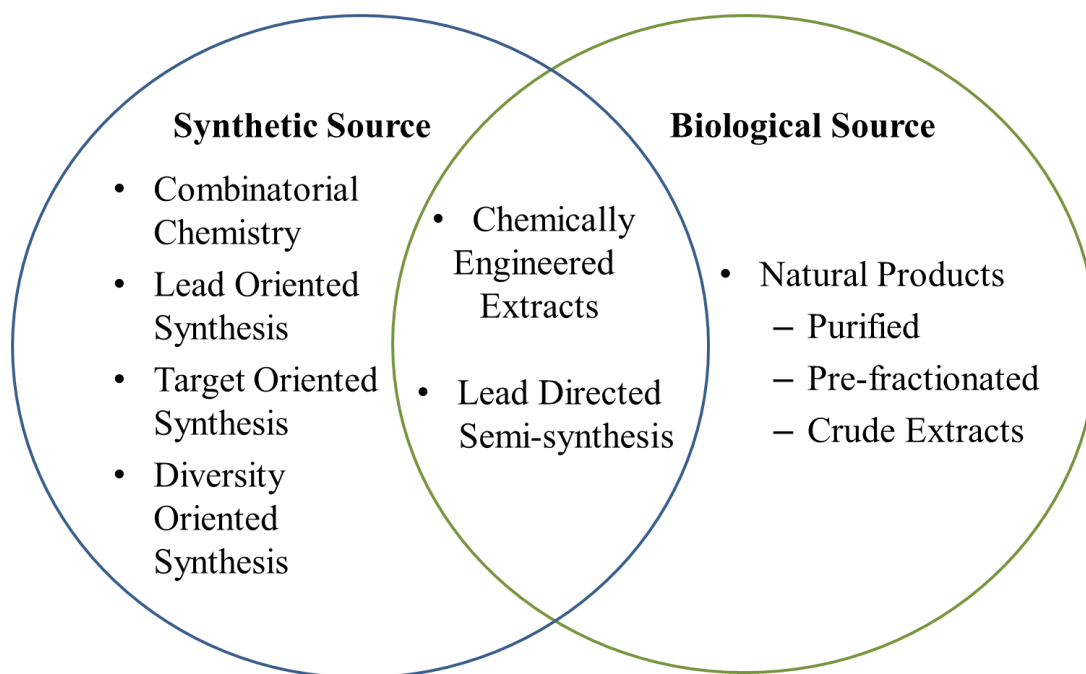 Synthetic Source
• Combinatorial
Chemistry
• Lead Oriented
Synthesis
• Target Oriented
Synthesis
• Diversity
Oriented
Synthesis
• Chemically
Engineered
Extracts
• Lead Directed
Semi-synthesis
Biological Source
• Natural Products
– Purified
– Pre-fractionated
– Crude Extracts